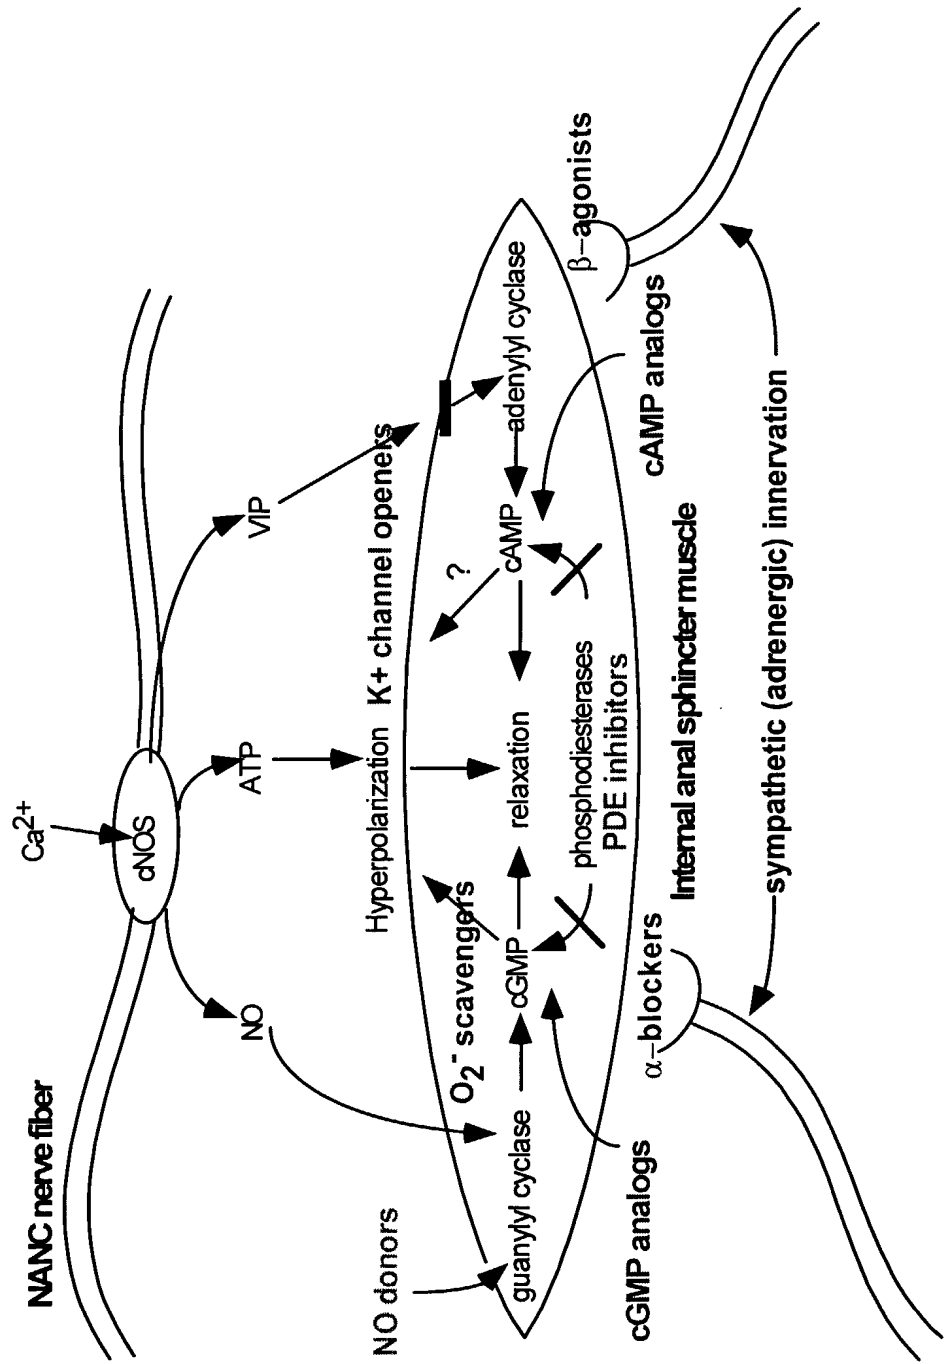 NANC nerve fiber
Ca2+
cNOS
NO
ATP
VIP
NO donors
Hyperpolarization
K+ channel openers
O2- scavengers
guanylyl cyclase
cGMP
relaxation
cAMP
?
adenylyl cyclase
phosphodiesterases
PDE inhibitors
β-agonists
cGMP analogs
α-blockers
Internal anal sphincter muscle
cAMP analogs
sympathetic (adrenergic) innervation